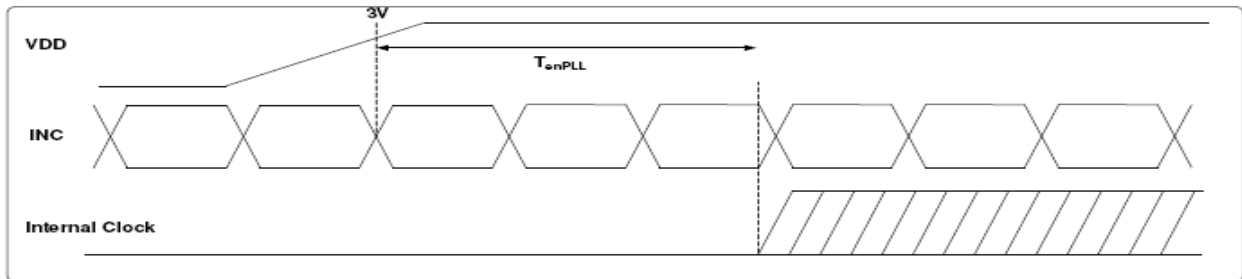 3V
VDD
TenPLL
INC
Internal Clock